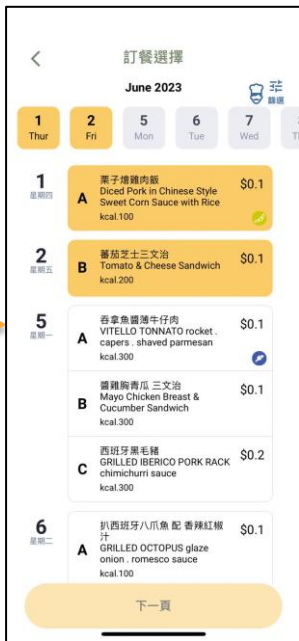 訂餐選擇
June 2023
篩選
1 2 5 6 7
Thur Fri Mon Tue Wed
1
星期四
A
栗子燴雞肉飯
Diced Pork in Chinese Style
Sweet Corn Sauce with Rice
kcal.100
$0.1
2
星期五
B
蕃茄芝士三文治
Tomato & Cheese Sandwich
kcal.200
$0.1
5
星期一
A
吞拿魚醬薄牛仔肉
VITELLO TONNATO rocket .
capers . shaved parmesan
kcal.300
$0.1
B
醬雞胸青瓜 三文治
Mayo Chicken Breast &
Cucumber Sandwich
kcal.300
$0.1
C
西班牙黑毛豬
GRILLED IBERICO PORK RACK
chimichurri sauce
kcal.300
$0.2
6
星期二
A
扒西班牙八爪魚 配 香辣紅椒
汁
GRILLED OCTOPUS glaze
onion . romesco sauce
kcal.100
$0.1
下一頁